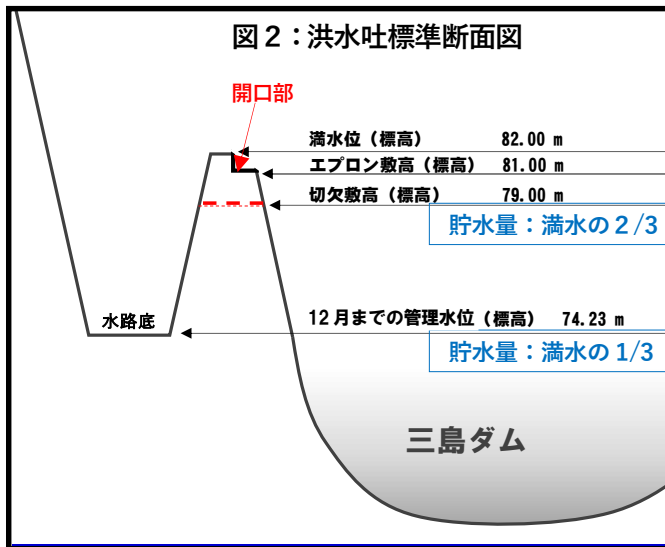 図２：洪水吐標準断面図
開口部
満水位（標高） 82.00 m
エプロン敷高（標高） 81.00 m
切欠敷高（標高） 79.00 m
貯水量：満水の２/3
水路底
12月までの管理水位（標高） 74.23 m
貯水量：満水の 1/3
三島ダム